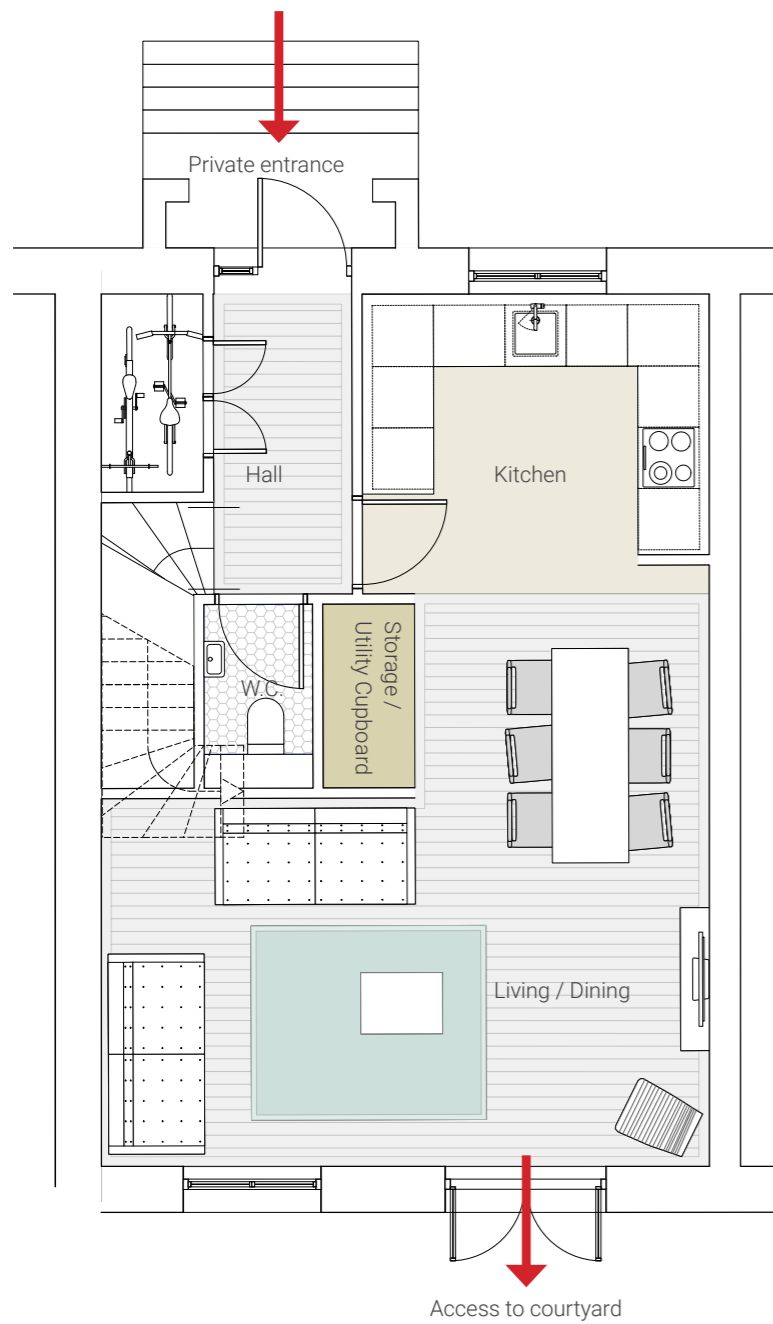 Private entrance
Hall
Kitchen
Storage /
Utility Cupboard
W.C.
Living / Dining
Access to courtyard